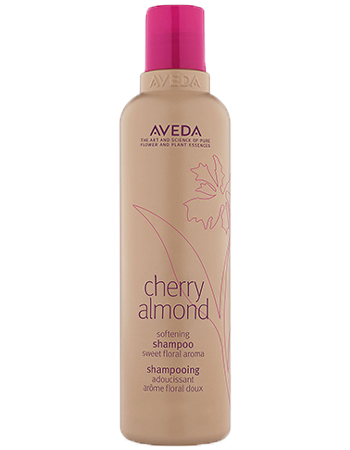 AVEDA
AVEDA
THE ART AND SCIENCE OF PURE
FLOWER AND PLANT ESSENCES
cherry
almond
softening
shampoo
sweet floral aroma
shampooing
adoucissant
arôme floral doux